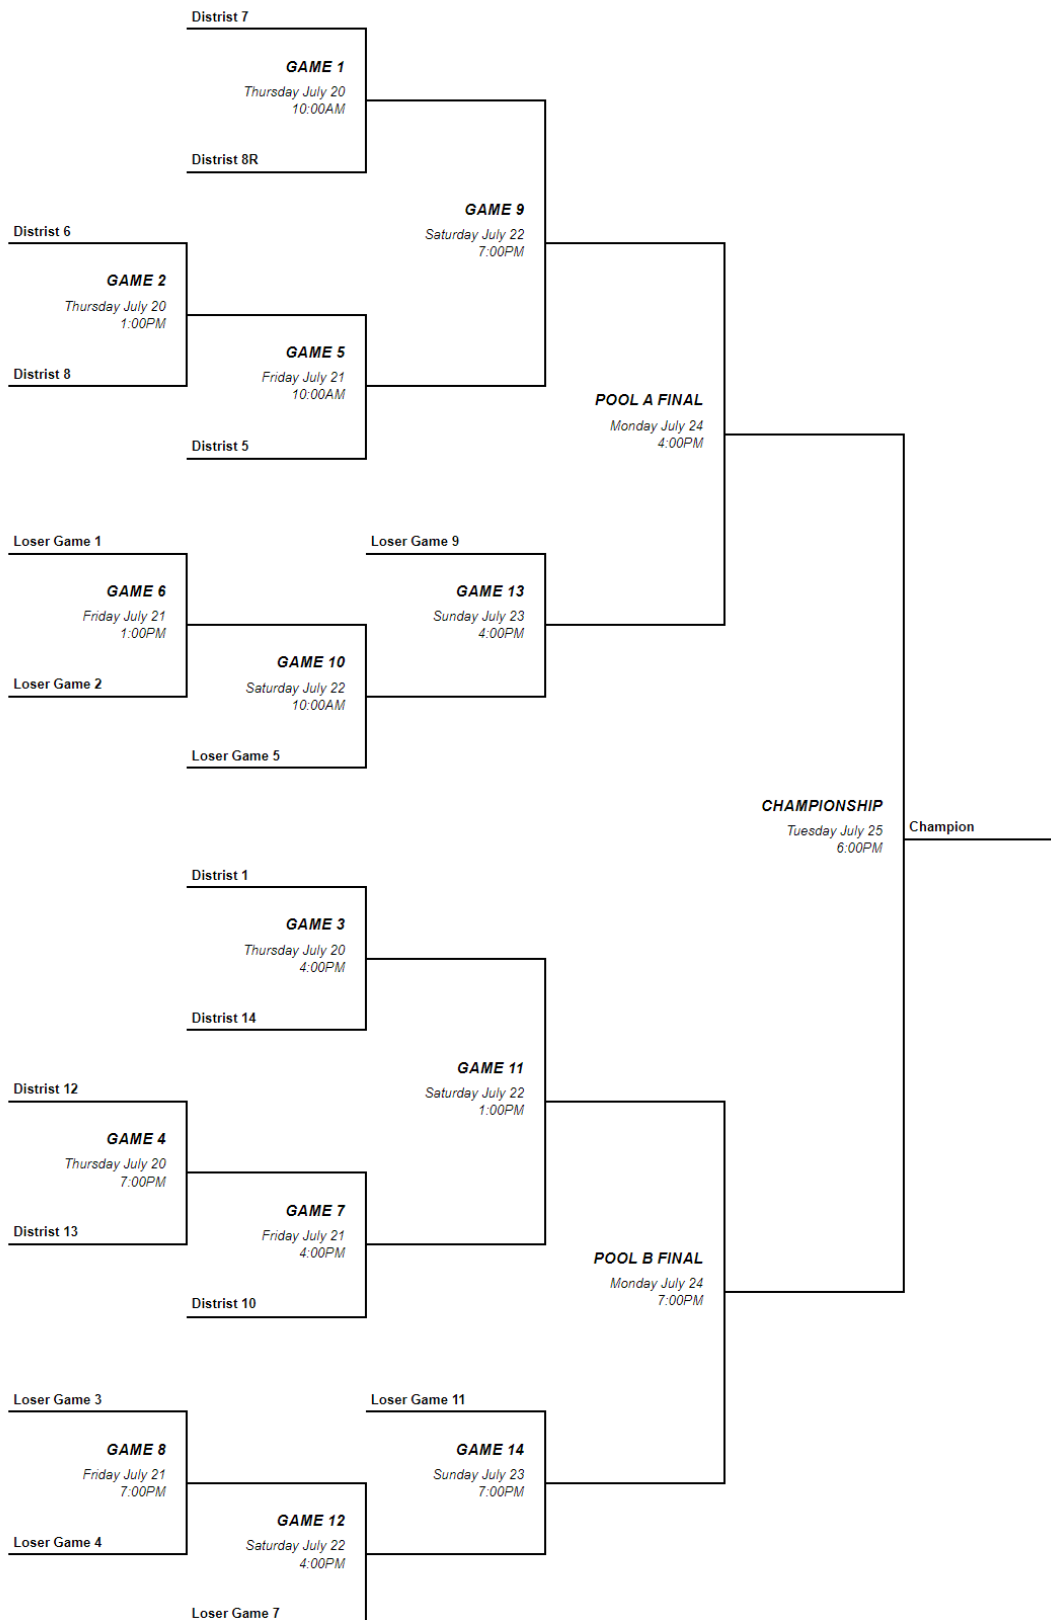 Distrist 7
GAME 1
Thursday July 20
10:00AM
Distrist 8R
GAME 9
Saturday July 22
7:00PM
Distrist 6
GAME 2
Thursday July 20
1:00PM
Distrist 8
GAME 5
Friday July 21
10:00AM
Distrist 5
POOL A FINAL
Monday July 24
4:00PM
Loser Game 1
GAME 6
Friday July 21
1:00PM
Loser Game 2
Loser Game 9
GAME 13
Sunday July 23
4:00PM
GAME 10
Saturday July 22
10:00AM
Loser Game 5
CHAMPIONSHIP
Tuesday July 25
6:00PM
Champion
Distrist 1
GAME 3
Thursday July 20
4:00PM
Distrist 14
GAME 11
Saturday July 22
1:00PM
Distrist 12
GAME 4
Thursday July 20
7:00PM
Distrist 13
GAME 7
Friday July 21
4:00PM
Distrist 10
POOL B FINAL
Monday July 24
7:00PM
Loser Game 3
GAME 8
Friday July 21
7:00PM
Loser Game 4
Loser Game 11
GAME 14
Sunday July 23
7:00PM
GAME 12
Saturday July 22
4:00PM
Loser Game 7